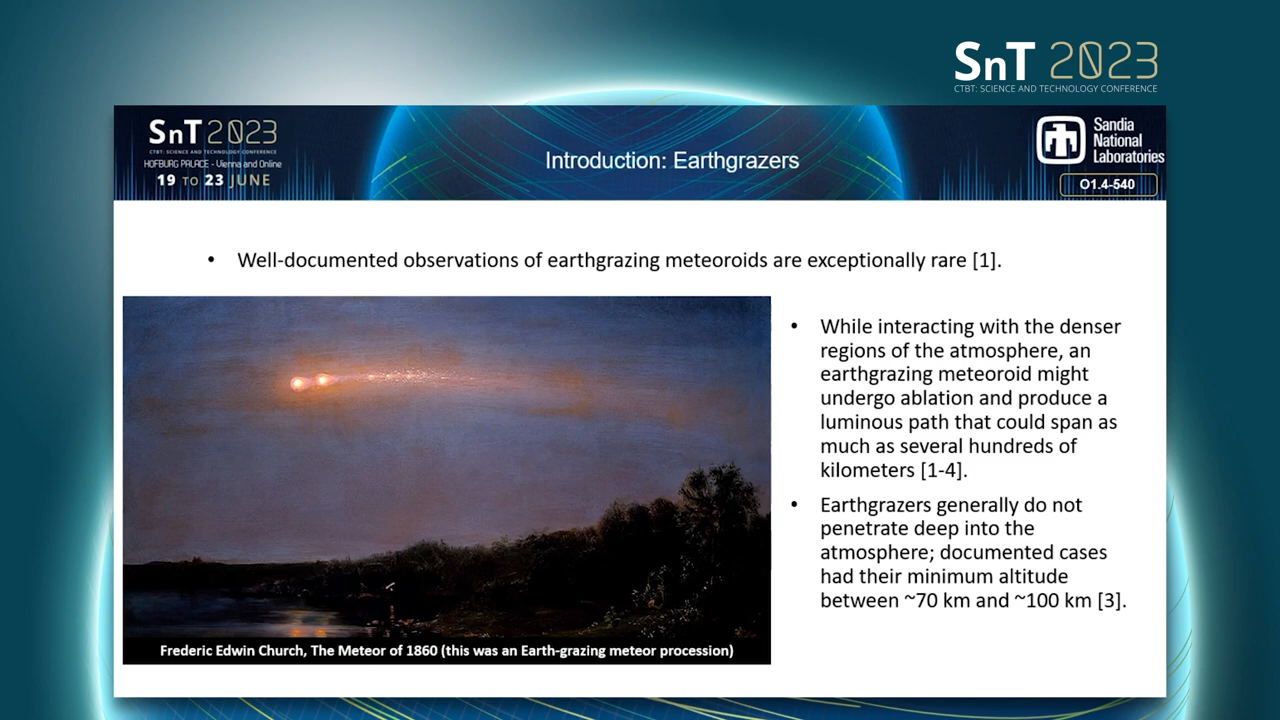 SnT 2023
CTBT: SCIENCE AND TECHNOLOGY CONFERENCE
SnT 2023
CTBT: SCIENCE AND TECHNOLOGY CONFERENCE
HOFBURG PALACE - Vienna and Online
19 TO 23 JUNE
Introduction: Earthgrazers
Sandia
National
Laboratories
O1.4-540
• Well-documented observations of earthgrazing meteoroids are exceptionally rare [1].
• While interacting with the denser
regions of the atmosphere, an
earthgrazing meteoroid might
undergo ablation and produce a
luminous path that could span as
much as several hundreds of
kilometers [1-4].
• Earthgrazers generally do not
penetrate deep into the
atmosphere; documented cases
had their minimum altitude
between ~70 km and ~100 km [3].
Frederic Edwin Church, The Meteor of 1860 (this was an Earth-grazing meteor procession)